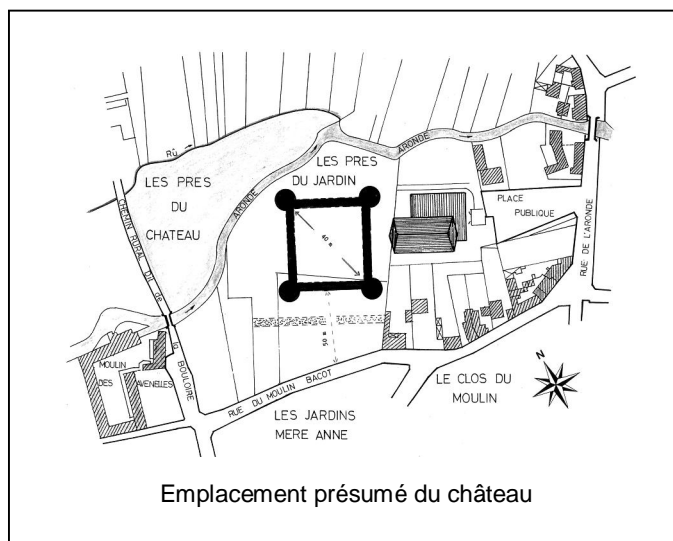 RÛ
LES PRES
DU
CHATEAU
ARONDE
ARONDE
LES PRES
DU JARDIN
PLACE
PUBLIQUE
RUE DE L'ARONDE
CHEMIN RURAL DIT de la BOULOIRE
40 m
50 m
MOULIN
DES
AVENELLES
RUE DU MOULIN BACOT
LES JARDINS
MERE ANNE
LE CLOS DU
MOULIN
N
Emplacement présumé du château